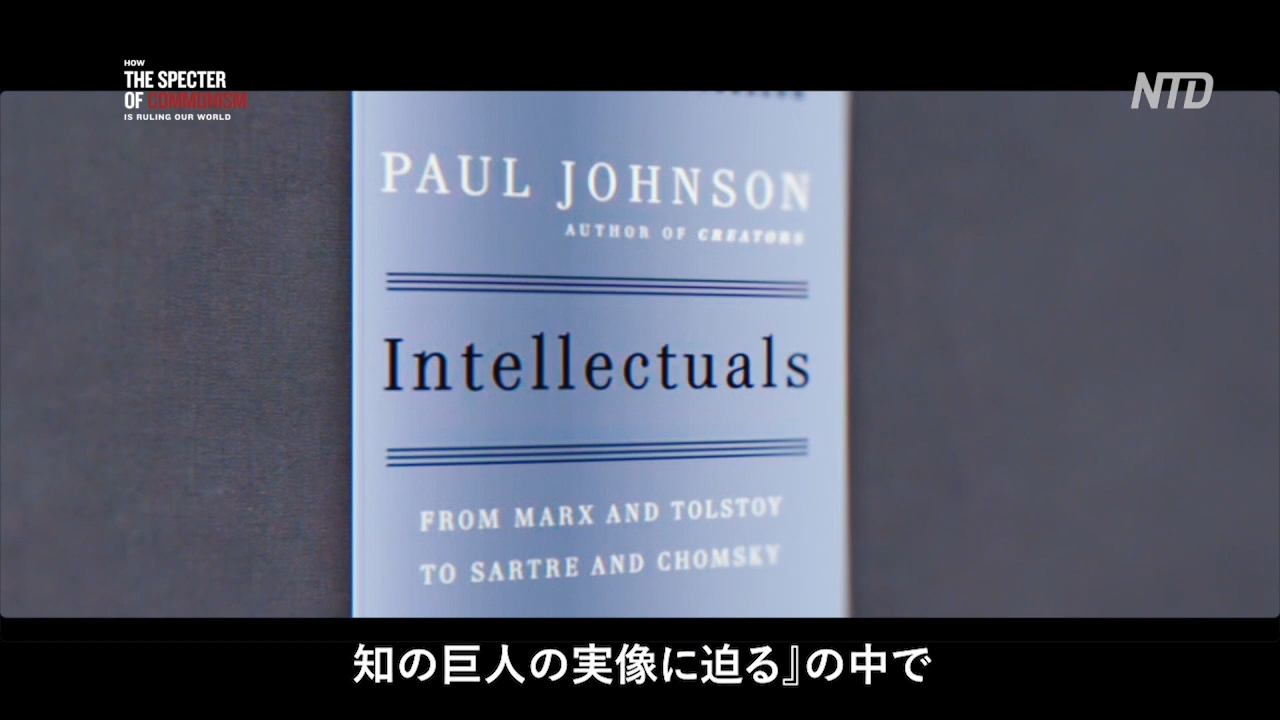 HOW
THE SPECTER
OF COMMUNISM
IS RULING OUR WORLD
NTD
PAUL JOHNSON
AUTHOR OF CREATORS
Intellectuals
FROM MARX AND TOLSTOY
TO SARTRE AND CHOMSKY
知の巨人の実像に迫る』の中で